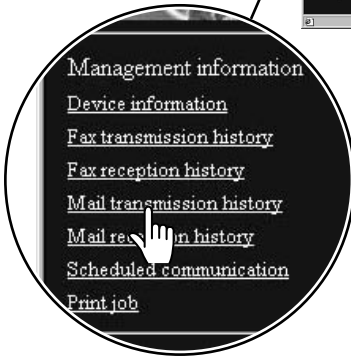 Management information
Device information
Fax transmission history
Fax reception history
Mail transmission history
Mail history
Scheduled communication
Print job